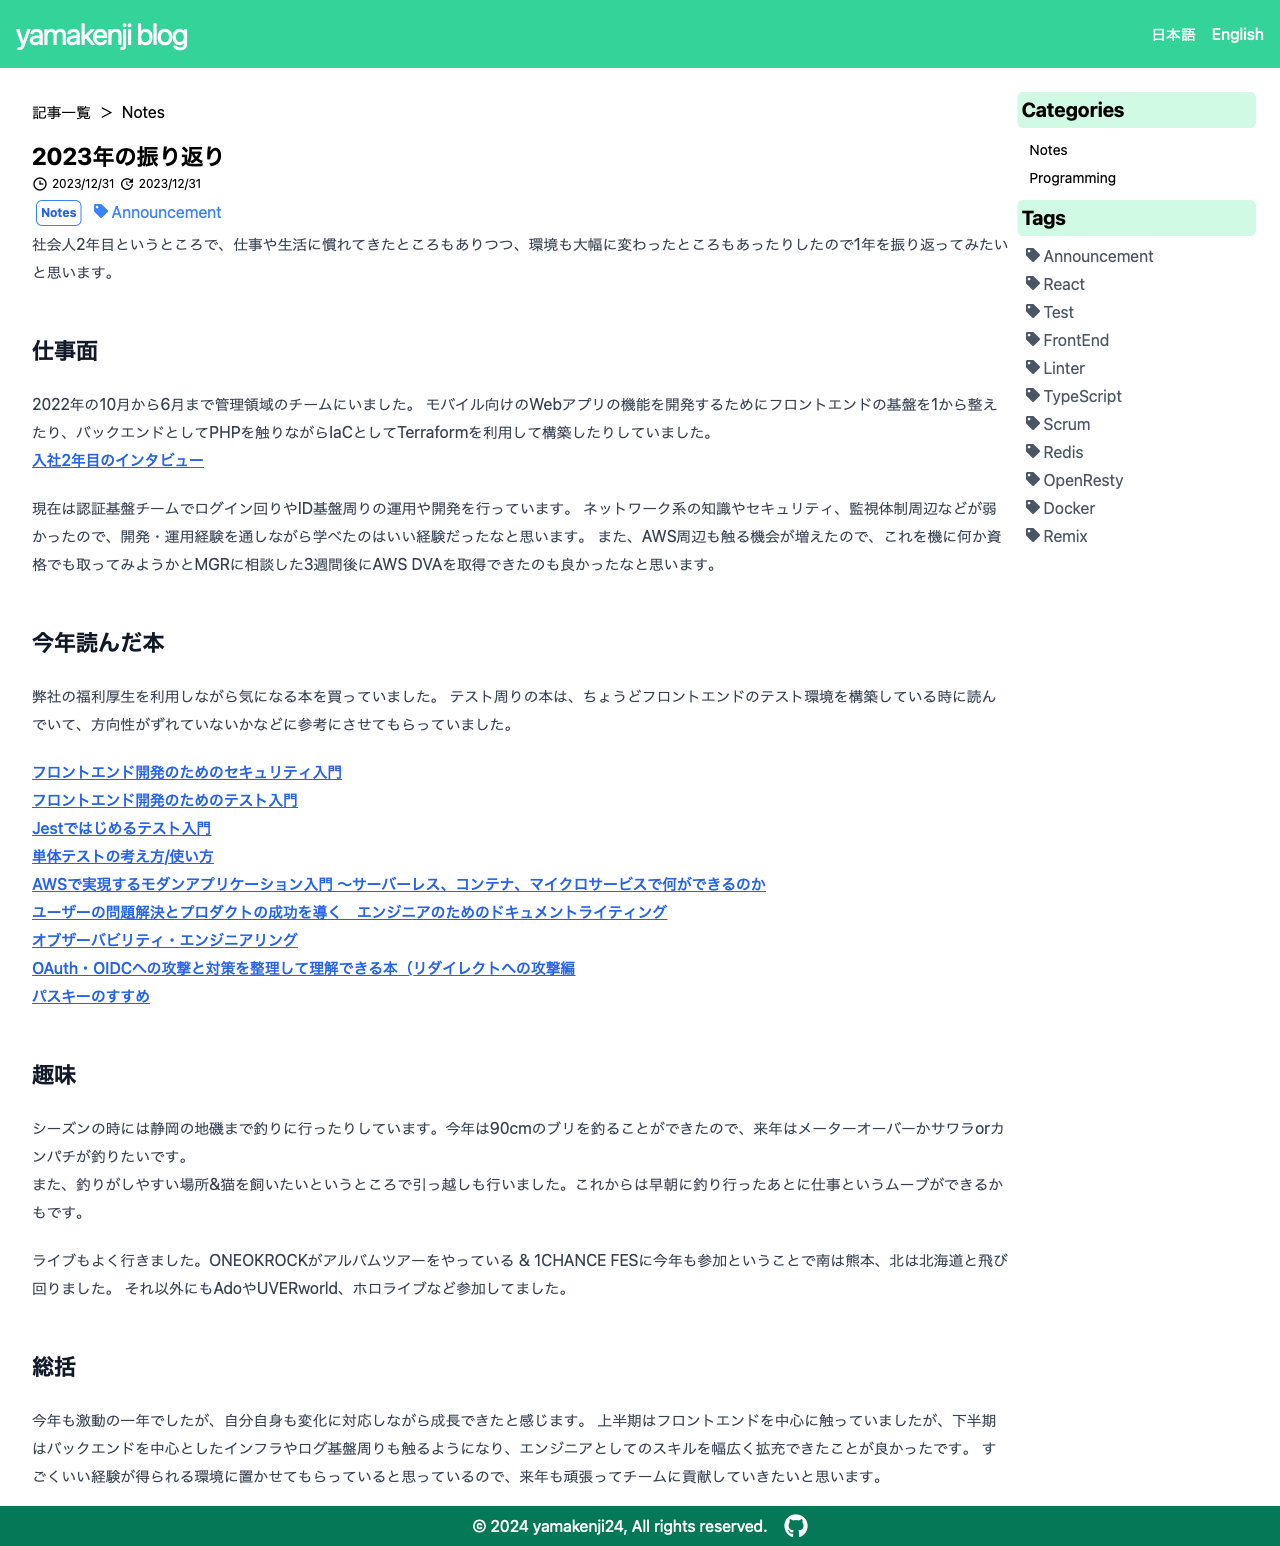 yamakenji blog
日本語 English
記事一覧 ＞ Notes
2023年の振り返り
2023/12/31 2023/12/31
Notes Announcement
社会人2年目というところで、仕事や生活に慣れてきたところもありつつ、環境も大幅に変わったところもあったりしたので1年を振り返ってみたい
と思います。
仕事面
2022年の10月から6月まで管理領域のチームにいました。 モバイル向けのWebアプリの機能を開発するためにフロントエンドの基盤を1から整え
たり、バックエンドとしてPHPを触りながらIaCとしてTerraformを利用して構築したりしていました。
入社2年目のインタビュー
現在は認証基盤チームでログイン回りやID基盤周りの運用や開発を行っています。 ネットワーク系の知識やセキュリティ、監視体制周辺などが弱
かったので、開発・運用経験を通しながら学べたのはいい経験だったなと思います。 また、AWS周辺も触る機会が増えたので、これを機に何か資
格でも取ってみようかとMGRに相談した3週間後にAWS DVAを取得できたのも良かったなと思います。
今年読んだ本
弊社の福利厚生を利用しながら気になる本を買っていました。 テスト周りの本は、ちょうどフロントエンドのテスト環境を構築している時に読ん
でいて、方向性がずれていないかなどに参考にさせてもらっていました。
フロントエンド開発のためのセキュリティ入門
フロントエンド開発のためのテスト入門
Jestではじめるテスト入門
単体テストの考え方/使い方
AWSで実現するモダンアプリケーション入門 〜サーバーレス、コンテナ、マイクロサービスで何ができるのか
ユーザーの問題解決とプロダクトの成功を導く　エンジニアのためのドキュメントライティング
オブザーバビリティ・エンジニアリング
OAuth・OIDCへの攻撃と対策を整理して理解できる本（リダイレクトへの攻撃編
パスキーのすすめ
趣味
シーズンの時には静岡の地磯まで釣りに行ったりしています。今年は90cmのブリを釣ることができたので、来年はメーターオーバーかサワラorカ
ンパチが釣りたいです。
また、釣りがしやすい場所&猫を飼いたいというところで引っ越しも行いました。これからは早朝に釣り行ったあとに仕事というムーブができるか
もです。
ライブもよく行きました。ONEOKROCKがアルバムツアーをやっている & 1CHANCE FESに今年も参加ということで南は熊本、北は北海道と飛び
回りました。 それ以外にもAdoやUVERworld、ホロライブなど参加してました。
総括
今年も激動の一年でしたが、自分自身も変化に対応しながら成長できたと感じます。 上半期はフロントエンドを中心に触っていましたが、下半期
はバックエンドを中心としたインフラやログ基盤周りも触るようになり、エンジニアとしてのスキルを幅広く拡充できたことが良かったです。 す
ごくいい経験が得られる環境に置かせてもらっていると思っているので、来年も頑張ってチームに貢献していきたいと思います。
Categories
Notes
Programming
Tags
Announcement
React
Test
FrontEnd
Linter
TypeScript
Scrum
Redis
OpenResty
Docker
Remix
© 2024 yamakenji24, All rights reserved.